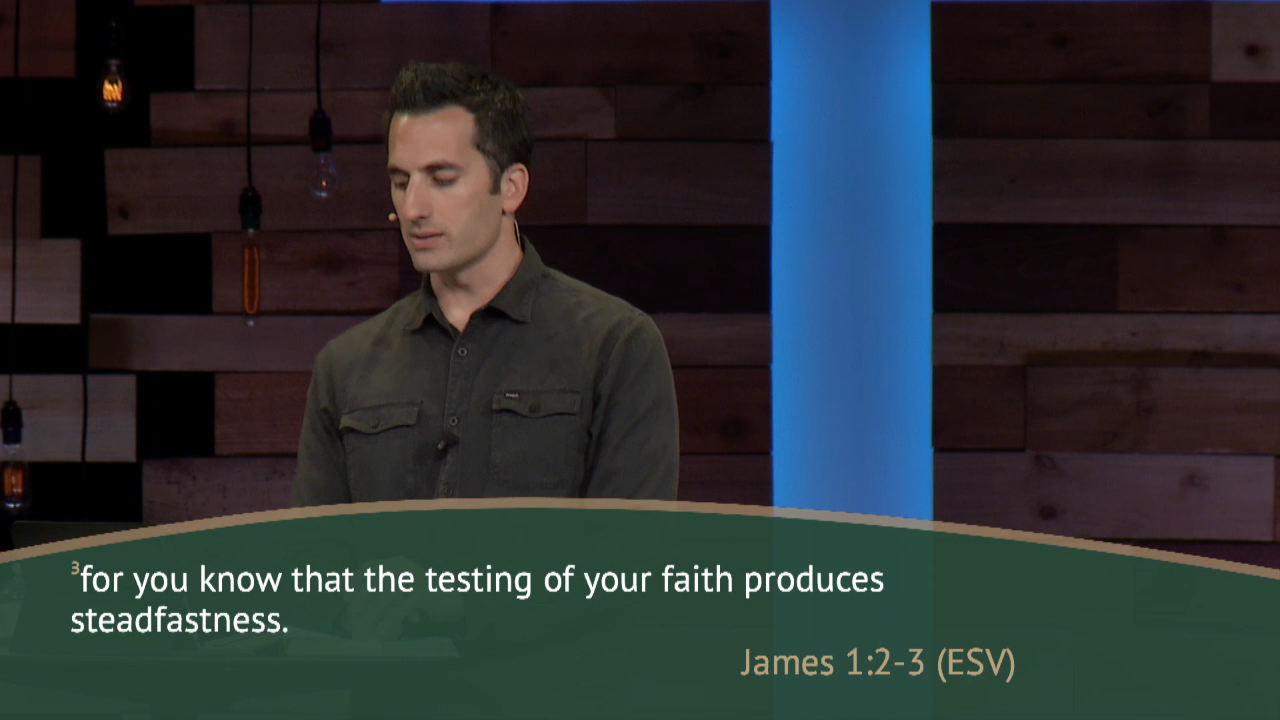 ³for you know that the testing of your faith produces
steadfastness.
James 1:2-3 (ESV)